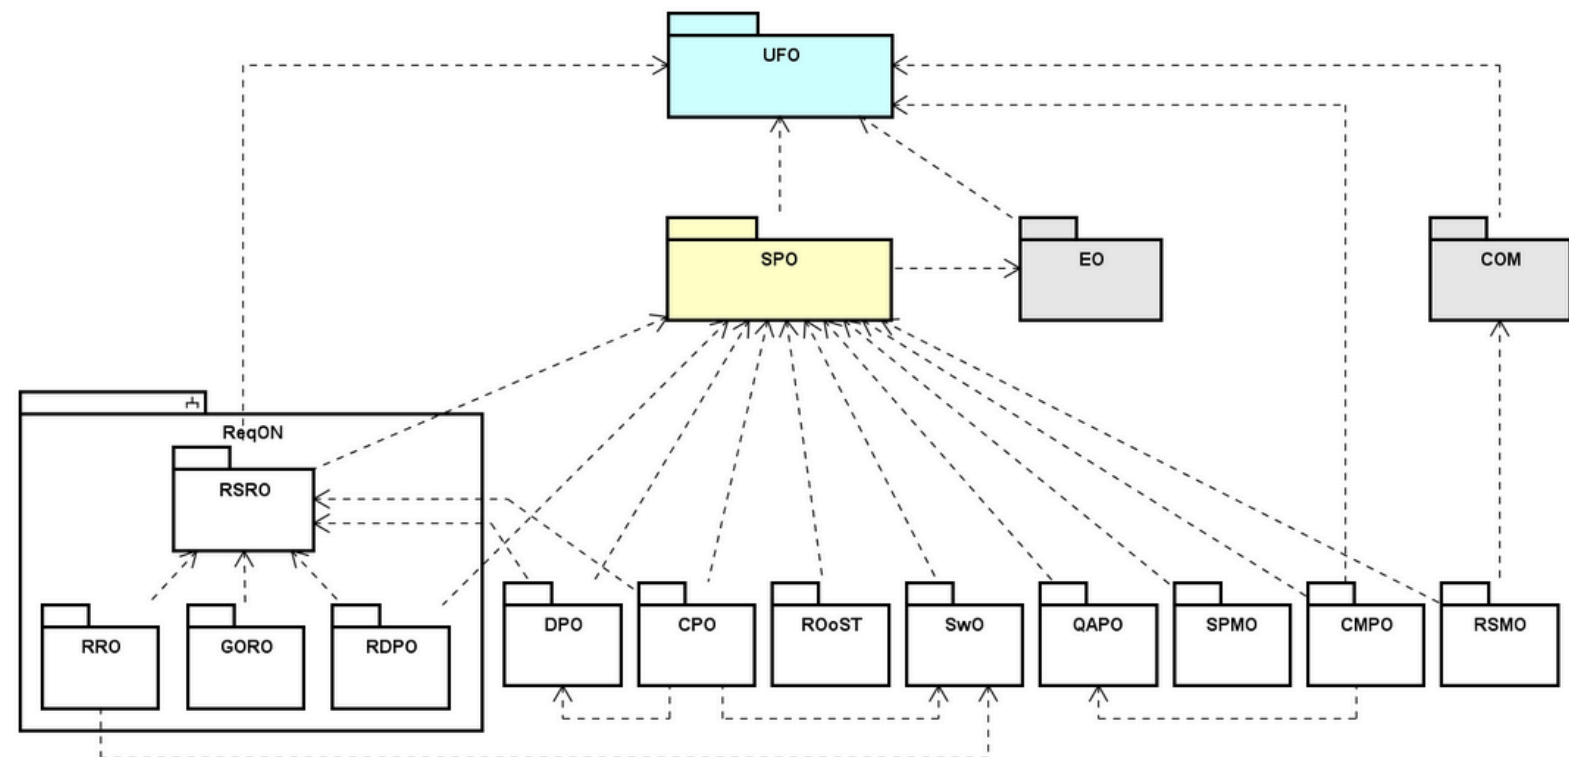 UFO
SPO
EO
COM
ReqON
RSRO
RRO
GORO
RDPO
DPO
CPO
ROoST
SwO
QAPO
SPMO
CMPO
RSMO